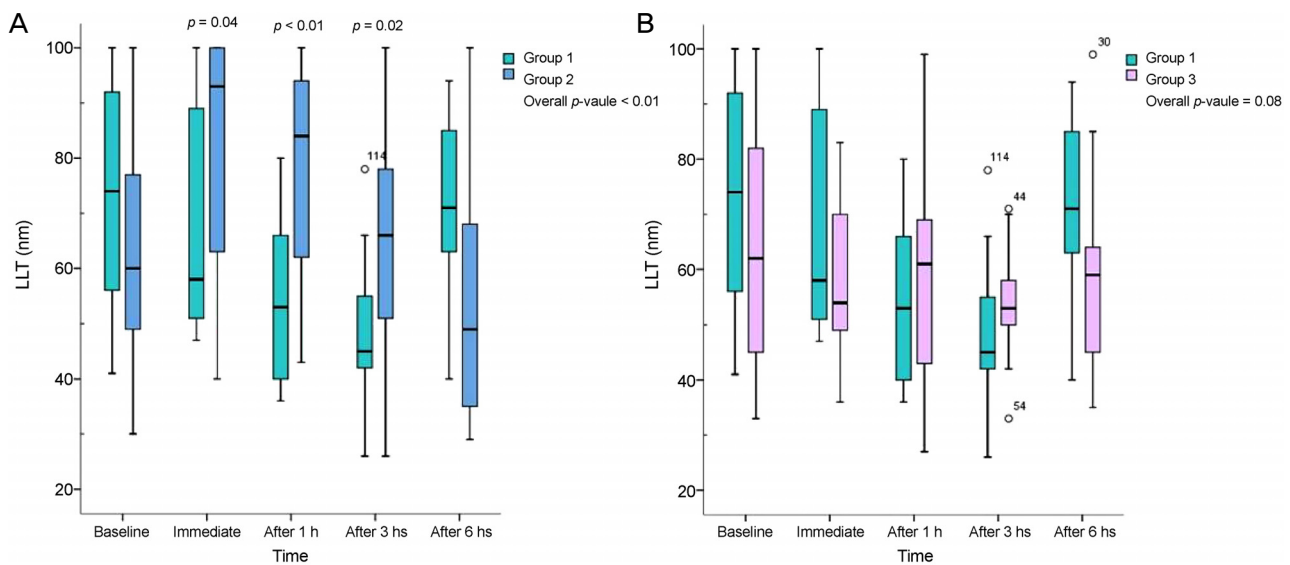 A
p = 0.04 p < 0.01 p = 0.02
100
80
60
40
20
LLT (nm)
114
Group 1
Group 2
Overall p-vaule < 0.01
Baseline Immediate After 1 h After 3 hs After 6 hs
Time
B
100
80
60
40
20
LLT (nm)
114
44
54
30
Group 1
Group 3
Overall p-vaule = 0.08
Baseline Immediate After 1 h After 3 hs After 6 hs
Time